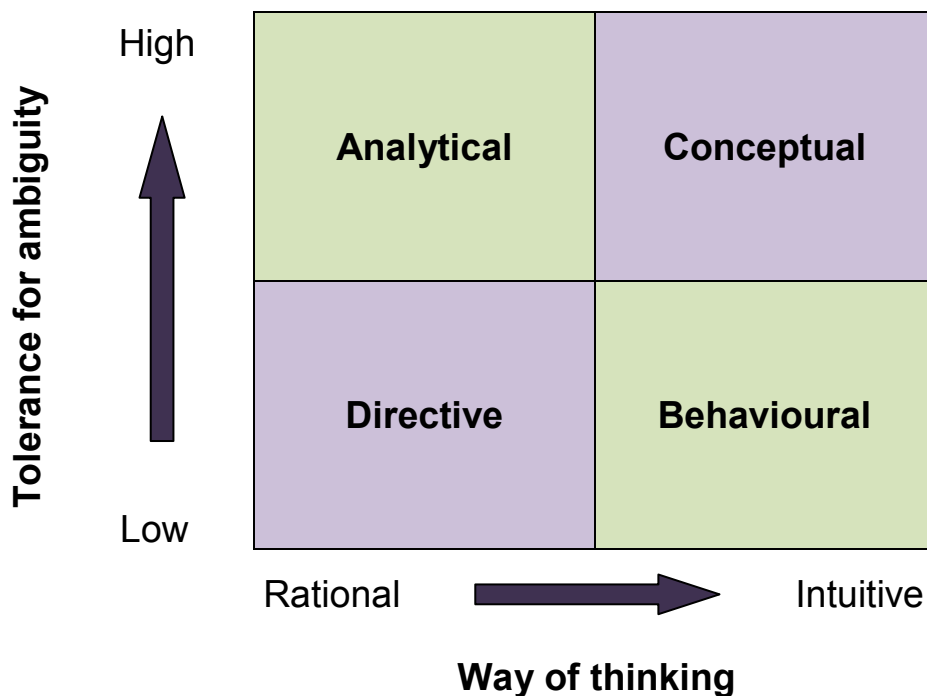 High
Tolerance for ambiguity
Analytical
Conceptual
Directive
Behavioural
Low
Rational
Intuitive
Way of thinking